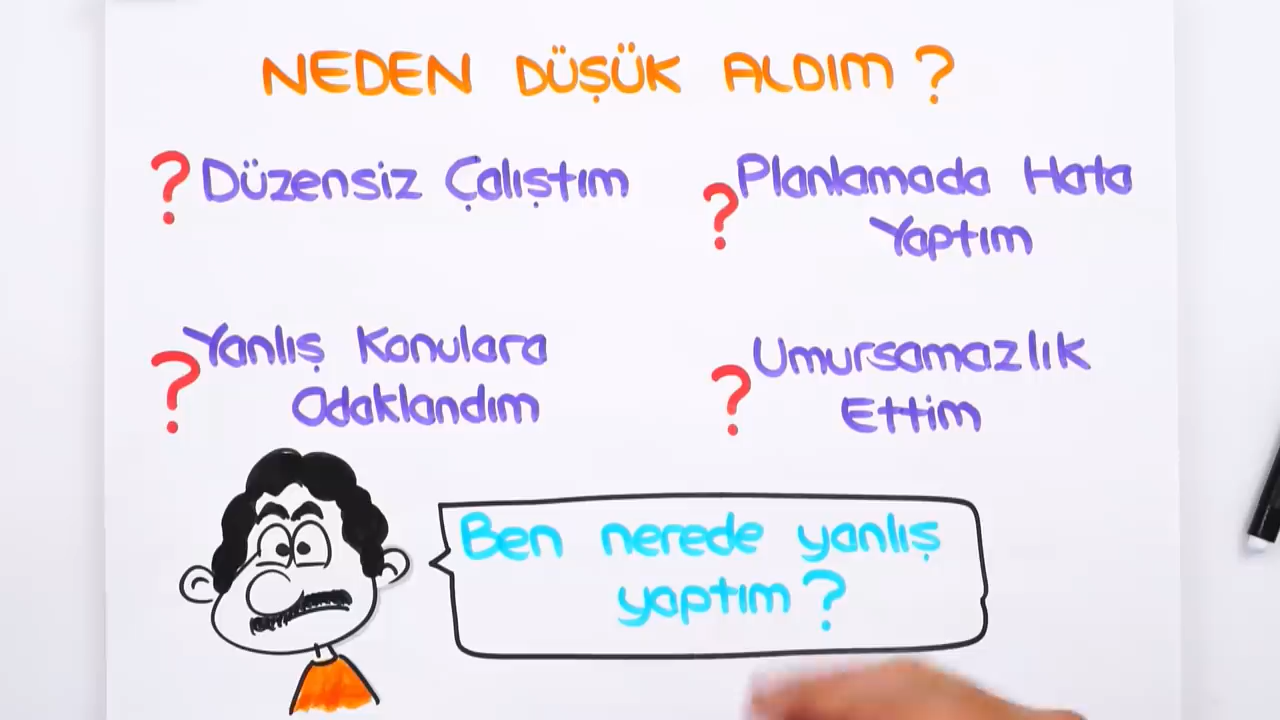 NEDEN DÜŞÜK ALDIM ?
? Düzensiz Çalıştım
? Planlamada Hata
Yaptım
? Yanlış Konulara
Odaklandım
? Umursamazlık
Ettim
Ben nerede yanlış
yaptım ?